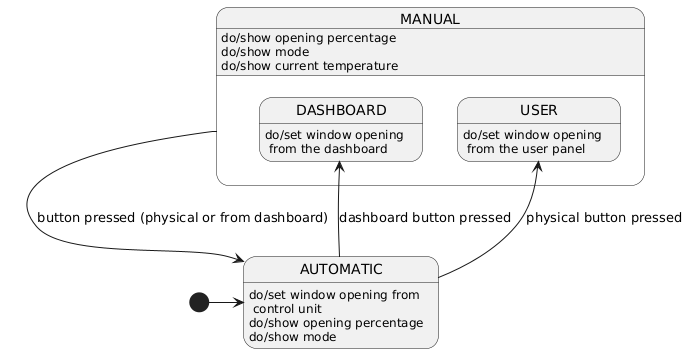 MANUAL
do/show opening percentage
do/show mode
do/show current temperature
DASHBOARD
do/set window opening
from the dashboard
USER
do/set window opening
from the user panel
button pressed (physical or from dashboard)
dashboard button pressed
physical button pressed
AUTOMATIC
do/set window opening from
control unit
do/show opening percentage
do/show mode